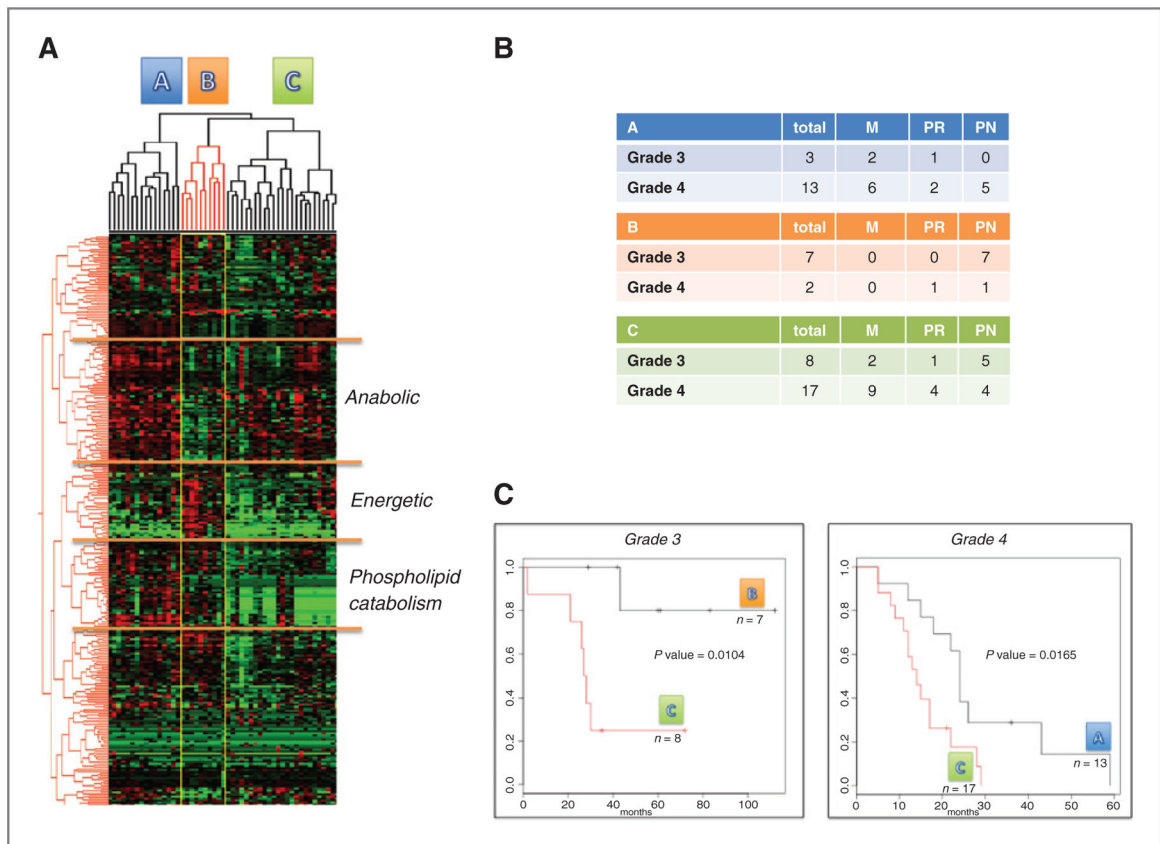 A
A B C
Anabolic
Energetic
Phospholipid
catabolism
B
A total M PR PN
Grade 3 3 2 1 0
Grade 4 13 6 2 5
B total M PR PN
Grade 3 7 0 0 7
Grade 4 2 0 1 1
C total M PR PN
Grade 3 8 2 1 5
Grade 4 17 9 4 4
C
Grade 3
1.0
0.8
0.6
0.4
0.2
0.0
B
n = 7
P value = 0.0104
C
n = 8
0 20 40 60 80 100
months
Grade 4
1.0
0.8
0.6
0.4
0.2
0.0
P value = 0.0165
A
n = 13
C
n = 17
0 10 20 30 40 50 60
months